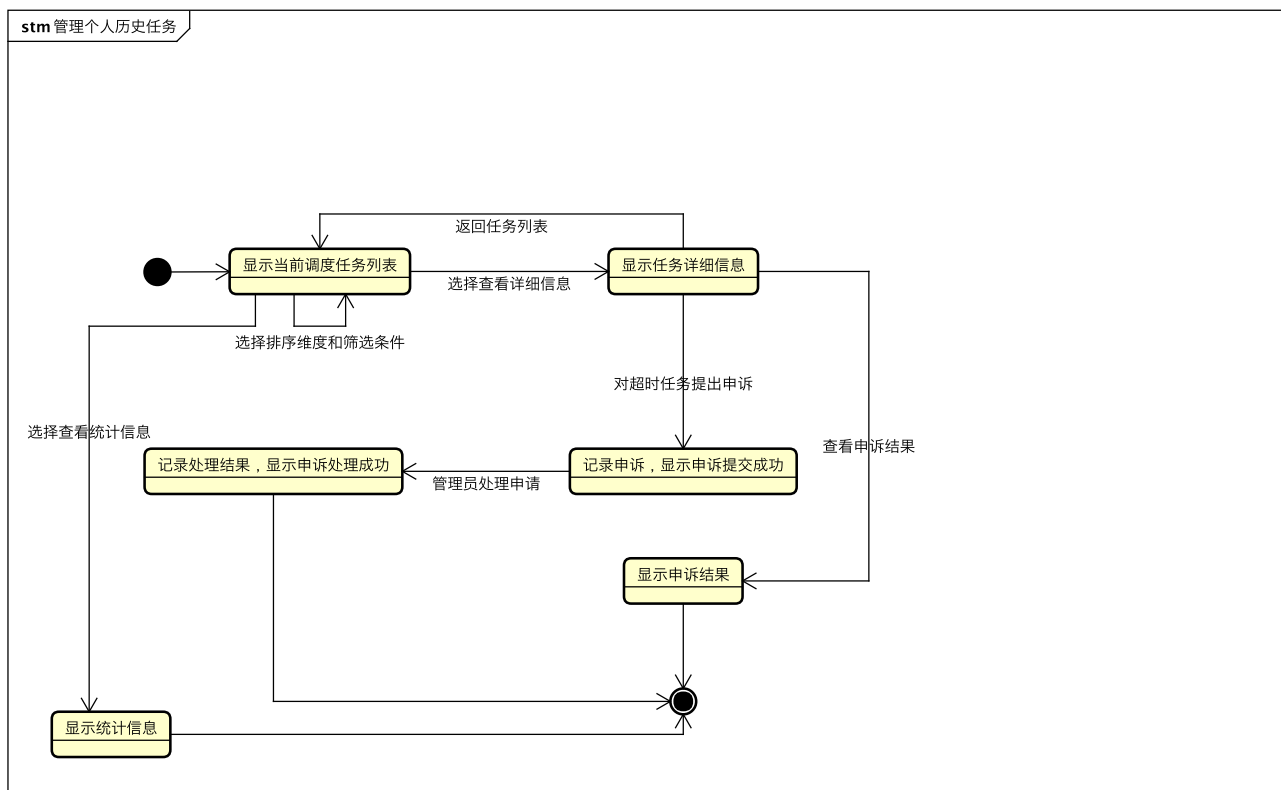 stm 管理个人历史任务
返回任务列表
显示当前调度任务列表
显示任务详细信息
选择查看详细信息
选择排序维度和筛选条件
对超时任务提出申诉
选择查看统计信息
查看申诉结果
记录处理结果，显示申诉处理成功
记录申诉，显示申诉提交成功
管理员处理申请
显示申诉结果
显示统计信息